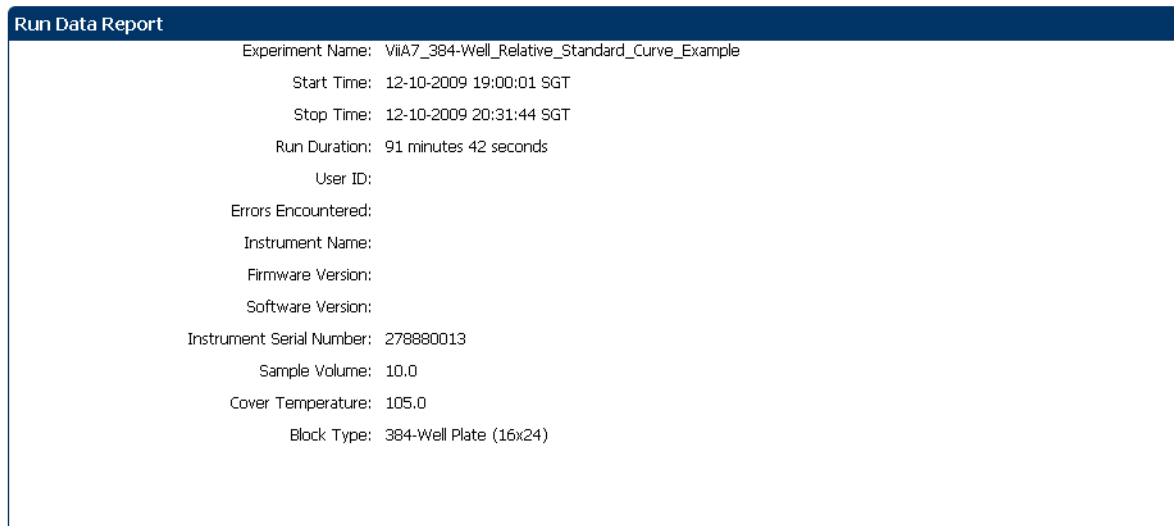 Run Data Report
Experiment Name: ViiA7_384-Well_Relative_Standard_Curve_Example
Start Time: 12-10-2009 19:00:01 SGT
Stop Time: 12-10-2009 20:31:44 SGT
Run Duration: 91 minutes 42 seconds
User ID:
Errors Encountered:
Instrument Name:
Firmware Version:
Software Version:
Instrument Serial Number: 278880013
Sample Volume: 10.0
Cover Temperature: 105.0
Block Type: 384-Well Plate (16x24)